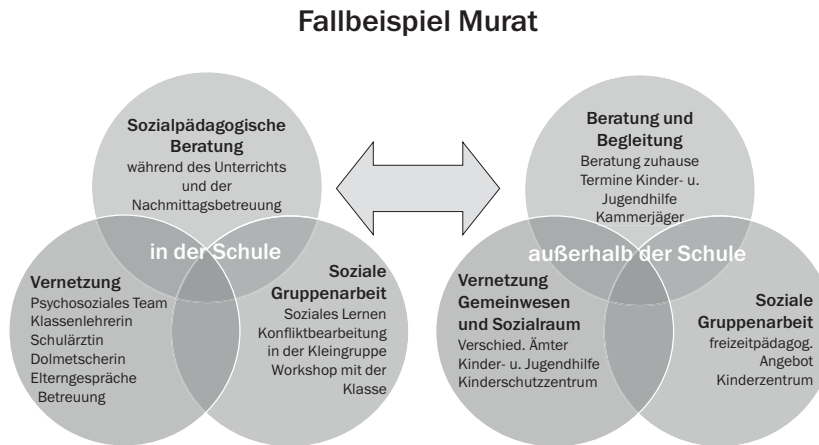 Fallbeispiel Murat
Sozialpädagogische
Beratung
während des Unterrichts
und der
Nachmittagsbetreuung
in der Schule
Vernetzung
Psychosoziales Team
Klassenlehrerin
Schulärztin
Dolmetscherin
Elterngespräche
Betreuung
Soziale
Gruppenarbeit
Soziales Lernen
Konfliktbearbeitung
in der Kleingruppe
Workshop mit der
Klasse
Beratung und
Begleitung
Beratung zuhause
Termine Kinder- u.
Jugendhilfe
Kammerjäger
außerhalb der Schule
Vernetzung
Gemeinwesen
und Sozialraum
Verschied. Ämter
Kinder- u. Jugendhilfe
Kinderschutzzentrum
Soziale
Gruppenarbeit
freizeitpädagog.
Angebot
Kinderzentrum